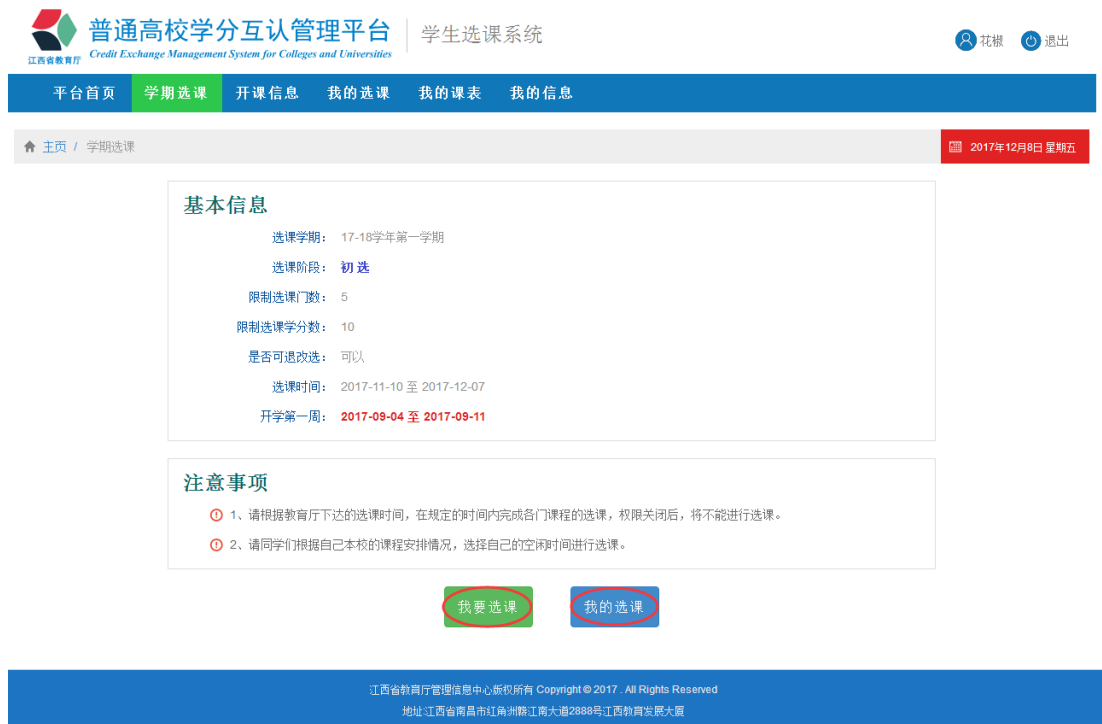 普通高校学分互认管理平台
学生选课系统
江西省教育厅
Credit Exchange Management System for Colleges and Universities
花椒
退出
平台首页 学期选课 开课信息 我的选课 我的课表 我的信息
主页 / 学期选课
2017年12月8日 星期五
基本信息
选课学期： 17-18学年第一学期
选课阶段： 初选
限制选课门数： 5
限制选课学分数： 10
是否可退改选： 可以
选课时间： 2017-11-10 至 2017-12-07
开学第一周： 2017-09-04 至 2017-09-11
注意事项
1、请根据教育厅下达的选课时间，在规定的时间内完成各门课程的选课，权限关闭后，将不能进行选课。
2、请同学们根据自己本校的课程安排情况，选择自己的空闲时间进行选课。
我要选课 我的选课
江西省教育厅管理信息中心版权所有 Copyright © 2017 . All Rights Reserved
地址:江西省南昌市红角洲赣江南大道2888号江西教育发展大厦